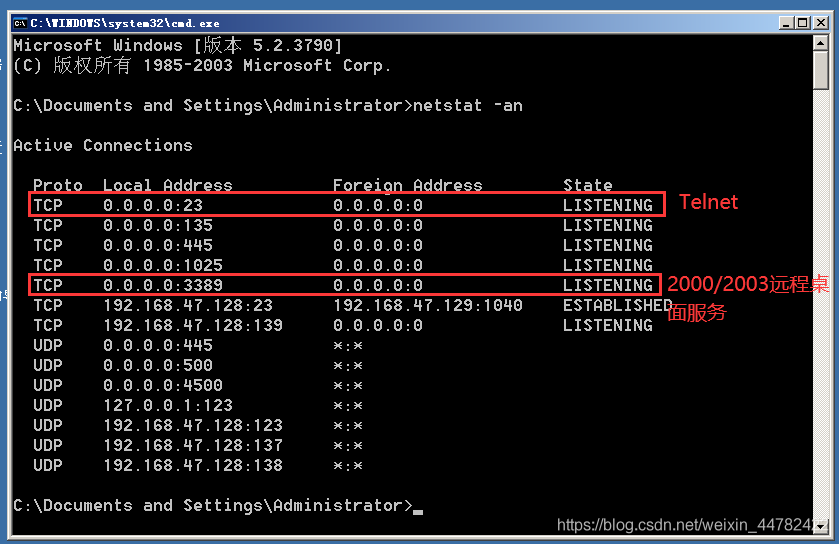 C:\WINDOWS\system32\cmd.exe
Microsoft Windows [版本 5.2.3790]
(C) 版权所有 1985-2003 Microsoft Corp.
C:\Documents and Settings\Administrator>netstat -an
Active Connections
Proto Local Address Foreign Address State
TCP 0.0.0.0:23 0.0.0.0:0 LISTENING Telnet
TCP 0.0.0.0:135 0.0.0.0:0 LISTENING
TCP 0.0.0.0:445 0.0.0.0:0 LISTENING
TCP 0.0.0.0:1025 0.0.0.0:0 LISTENING
TCP 0.0.0.0:3389 0.0.0.0:0 LISTENING 2000/2003远程桌
面服务
TCP 192.168.47.128:23 192.168.47.129:1040 ESTABLISHED
TCP 192.168.47.128:139 0.0.0.0:0 LISTENING
UDP 0.0.0.0:445 *:*
UDP 0.0.0.0:500 *:*
UDP 0.0.0.0:4500 *:*
UDP 127.0.0.1:123 *:*
UDP 192.168.47.128:123 *:*
UDP 192.168.47.128:137 *:*
UDP 192.168.47.128:138 *:*
C:\Documents and Settings\Administrator>_